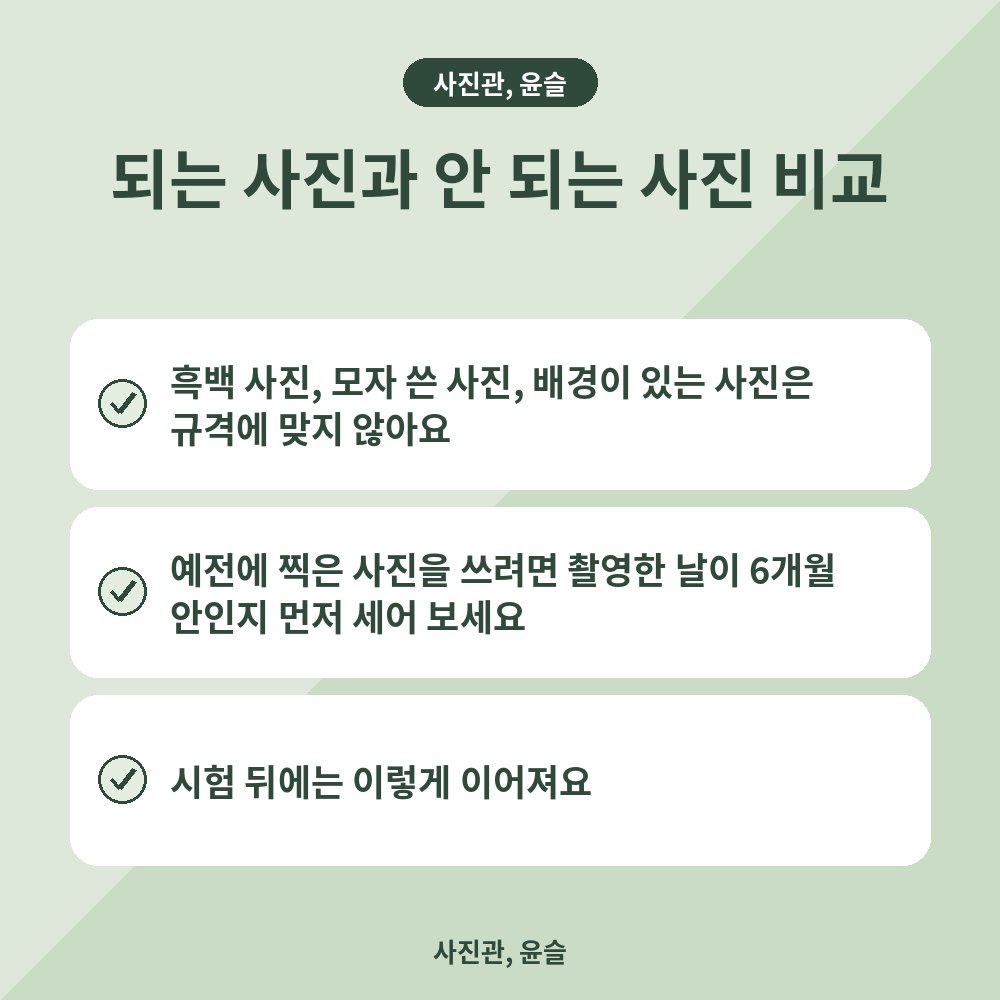 사진관, 윤슬
되는 사진과 안 되는 사진 비교
흑백 사진, 모자 쓴 사진, 배경이 있는 사진은
규격에 맞지 않아요
예전에 찍은 사진을 쓰려면 촬영한 날이 6개월
안인지 먼저 세어 보세요
시험 뒤에는 이렇게 이어져요
사진관, 윤슬